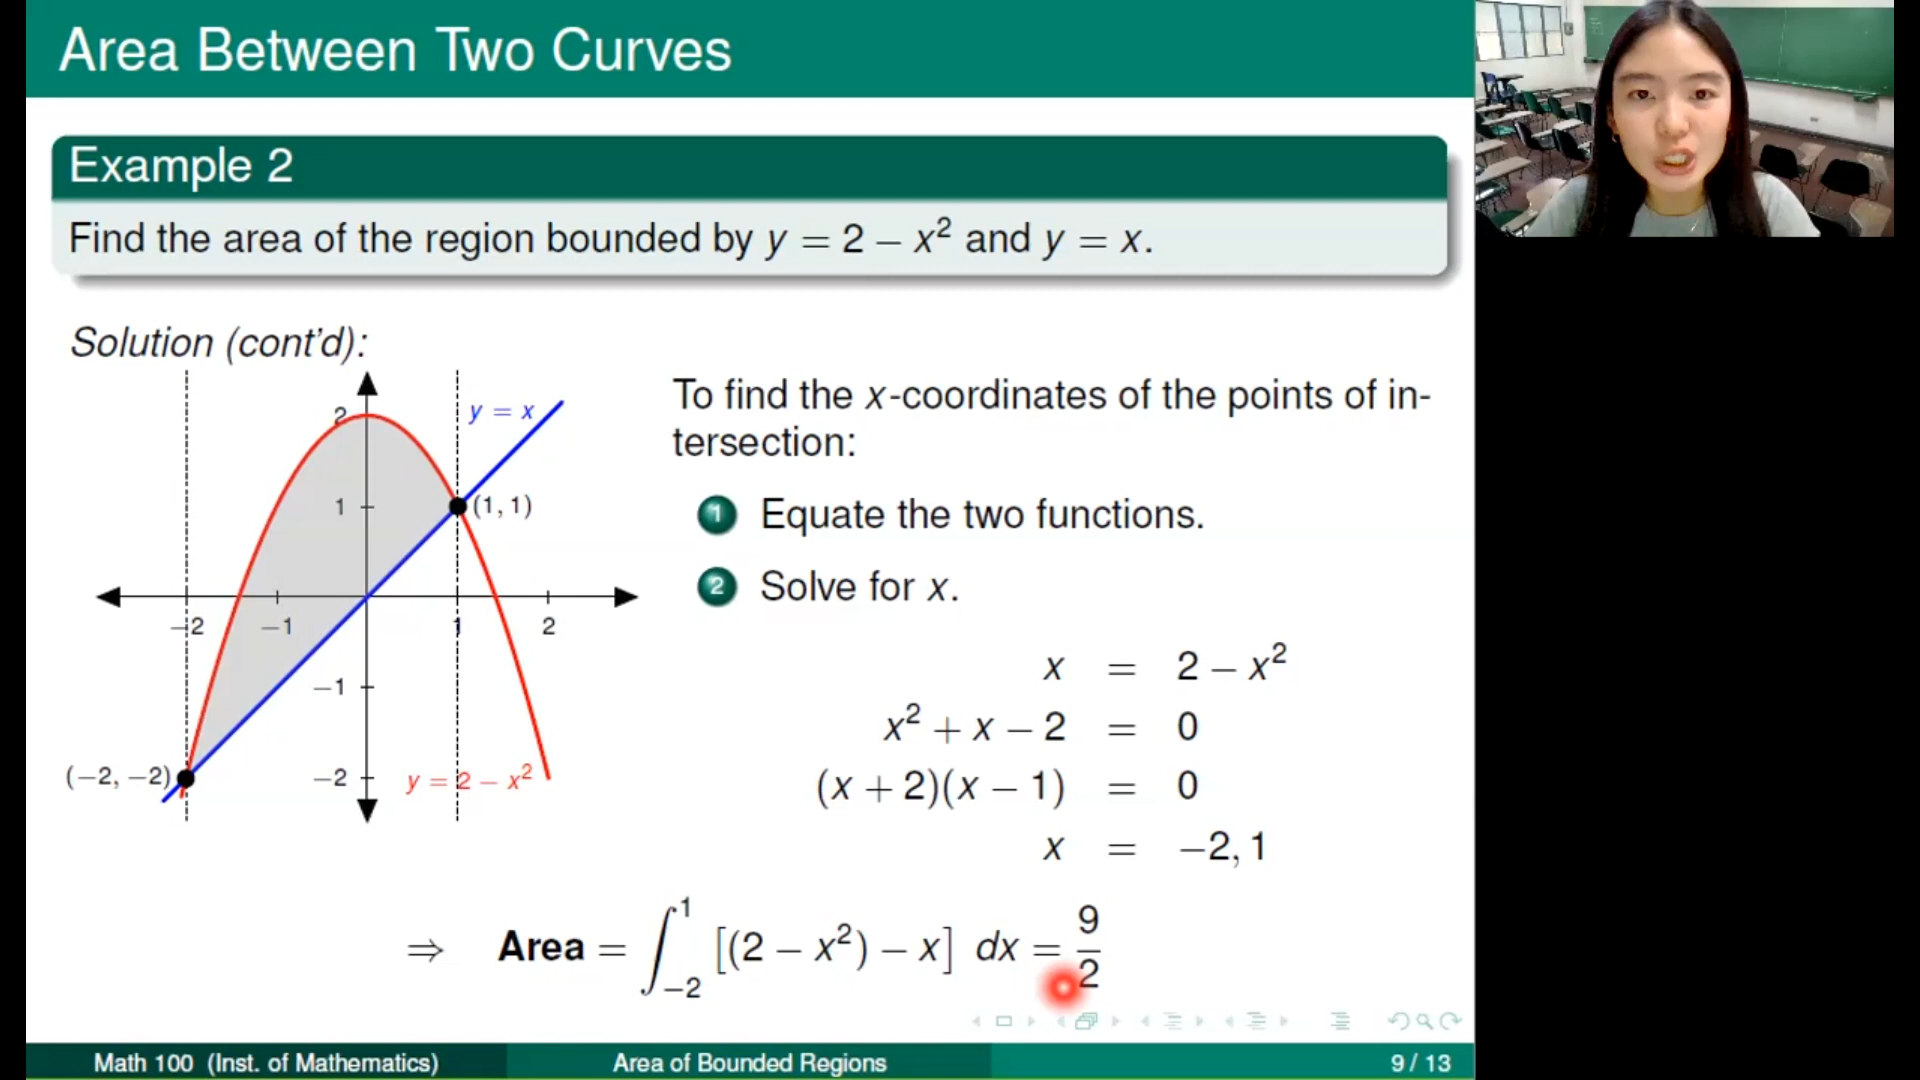 Area Between Two Curves
Example 2
Find the area of the region bounded by y = 2 − x² and y = x.
Solution (cont'd):
2
y = x
1
(1, 1)
−2
−1
1
2
−1
(−2, −2)
−2
y = 2 − x²
To find the x-coordinates of the points of in-
tersection:
1 Equate the two functions.
2 Solve for x.
x = 2 − x²
x² + x − 2 = 0
(x + 2)(x − 1) = 0
x = −2, 1
⇒ Area = ∫₋₂¹ [(2 − x²) − x] dx = 9/2
Math 100 (Inst. of Mathematics) Area of Bounded Regions 9 / 13